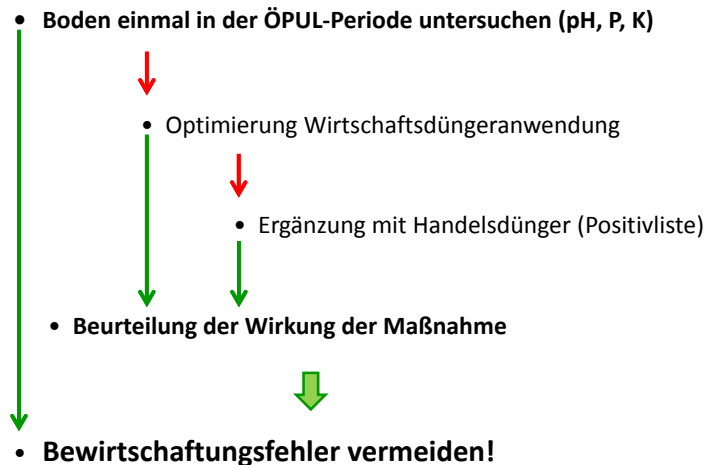 • Boden einmal in der ÖPUL-Periode untersuchen (pH, P, K)
• Optimierung Wirtschaftsdüngeranwendung
• Ergänzung mit Handelsdünger (Positivliste)
• Beurteilung der Wirkung der Maßnahme
• Bewirtschaftungsfehler vermeiden!